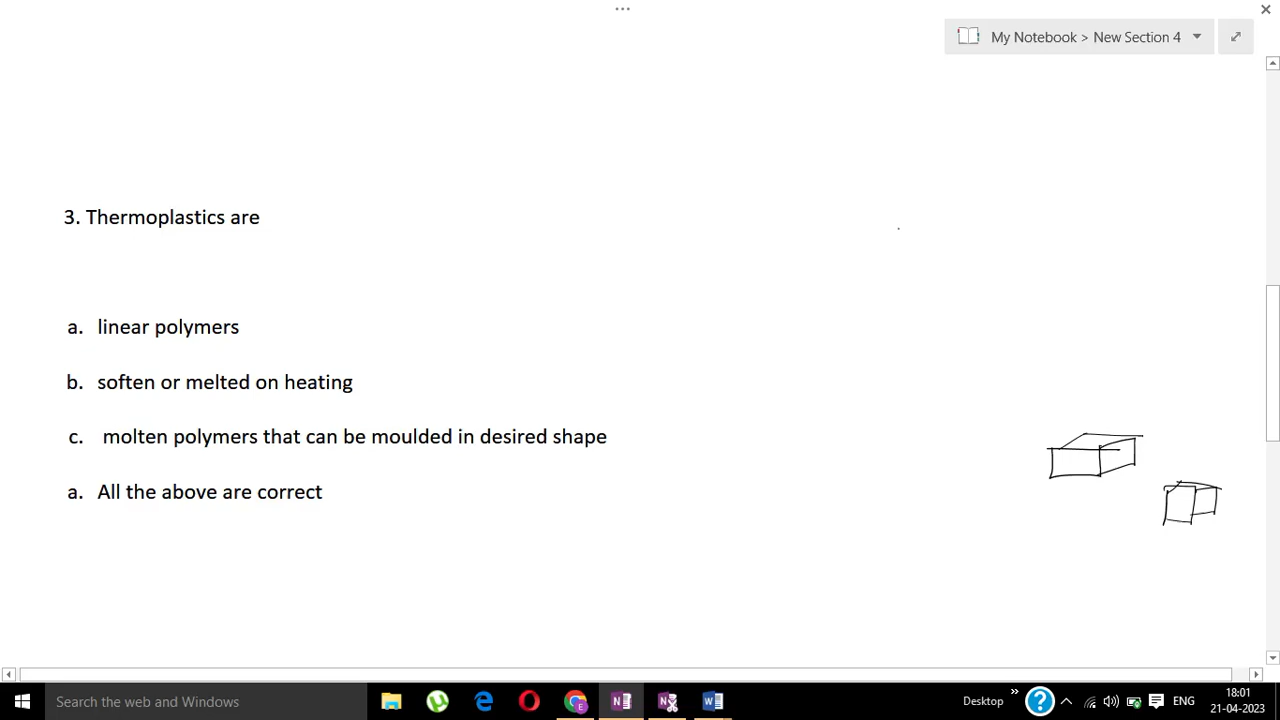 ...
My Notebook > New Section 4
3. Thermoplastics are
a. linear polymers
b. soften or melted on heating
c. molten polymers that can be moulded in desired shape
a. All the above are correct
Search the web and Windows
Desktop
ENG
18:01
21-04-2023